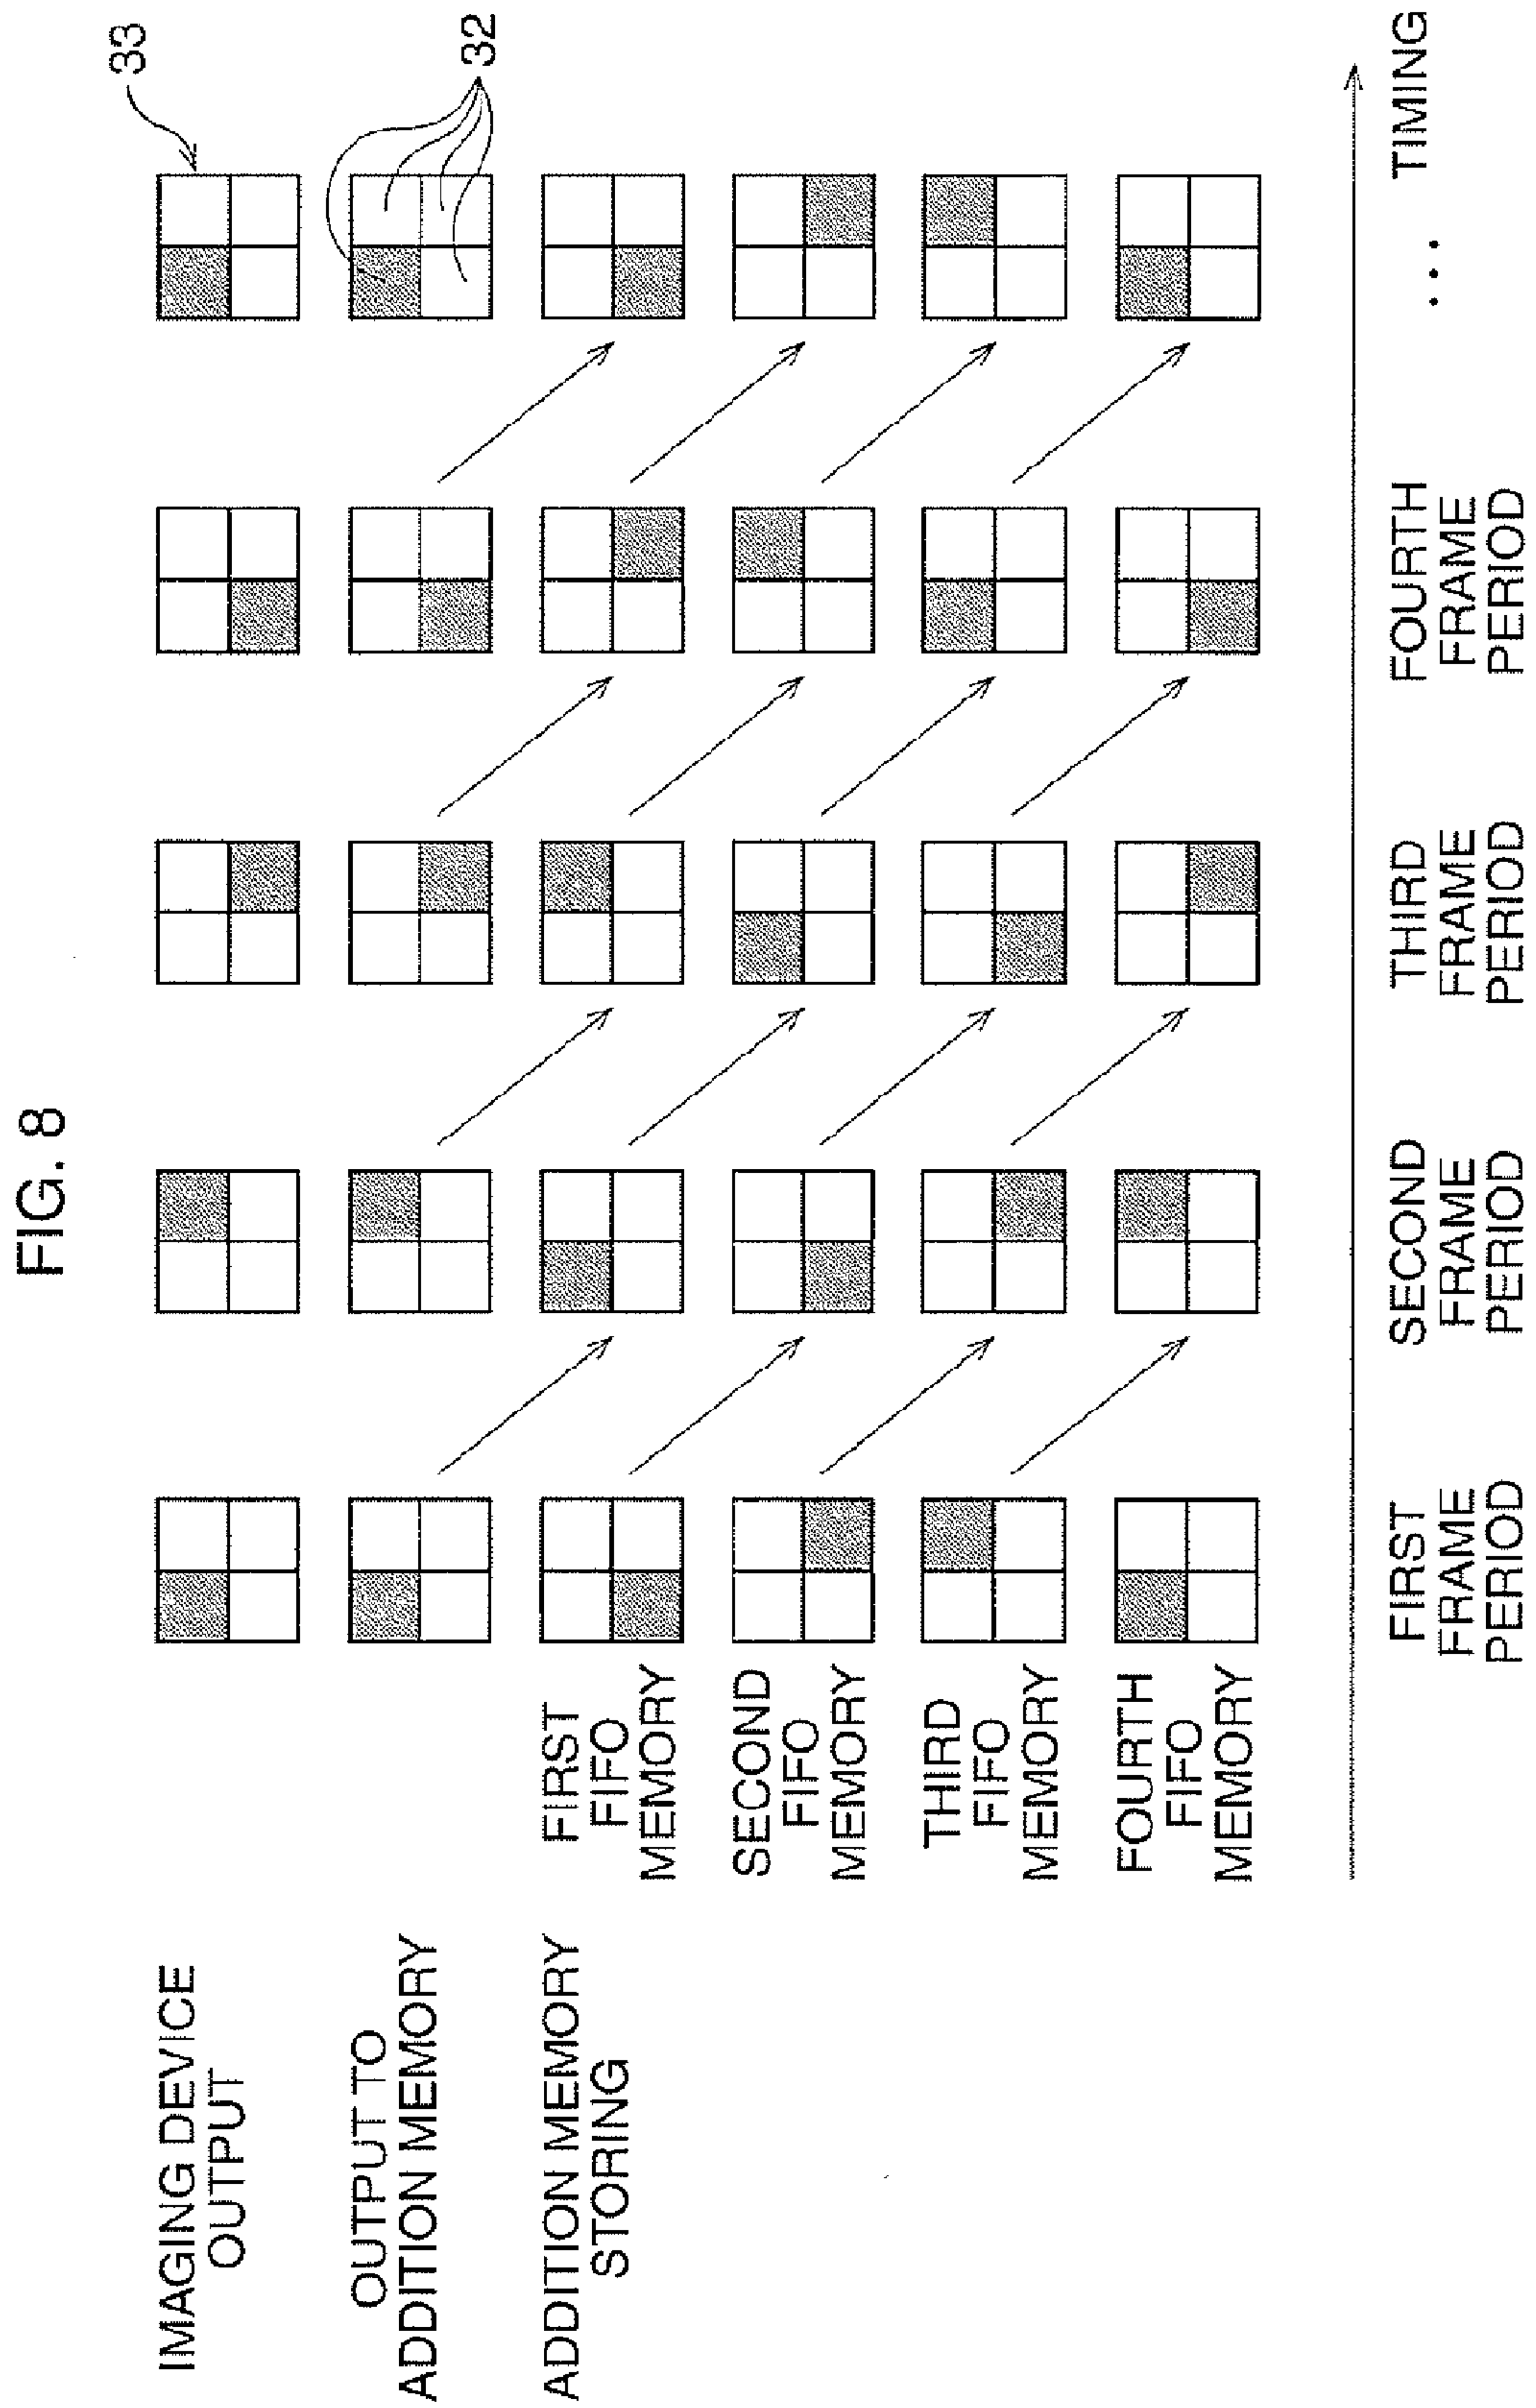 FIG. 8
33
32
IMAGING DEVICE
OUTPUT
OUTPUT TO
ADDITION MEMORY
ADDITION MEMORY
STORING
FIRST
FIFO
MEMORY
SECOND
FIFO
MEMORY
THIRD
FIFO
MEMORY
FOURTH
FIFO
MEMORY
FIRST
FRAME
PERIOD
SECOND
FRAME
PERIOD
THIRD
FRAME
PERIOD
FOURTH
FRAME
PERIOD
...
TIMING